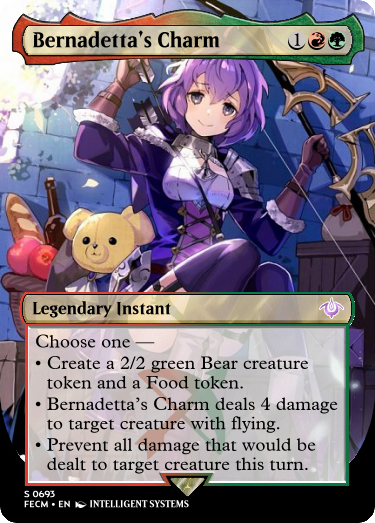 Bernadetta's Charm 1
Legendary Instant
Choose one —
• Create a 2/2 green Bear creature
token and a Food token.
• Bernadetta's Charm deals 4 damage
to target creature with flying.
• Prevent all damage that would be
dealt to target creature this turn.
S 0693
FECM • EN INTELLIGENT SYSTEMS